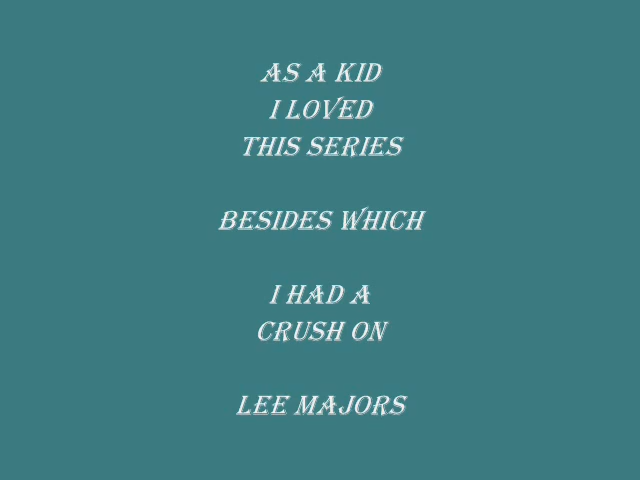 AS A KID
I LOVED
THIS SERIES
BESIDES WHICH
I HAD A
CRUSH ON
LEE MAJORS